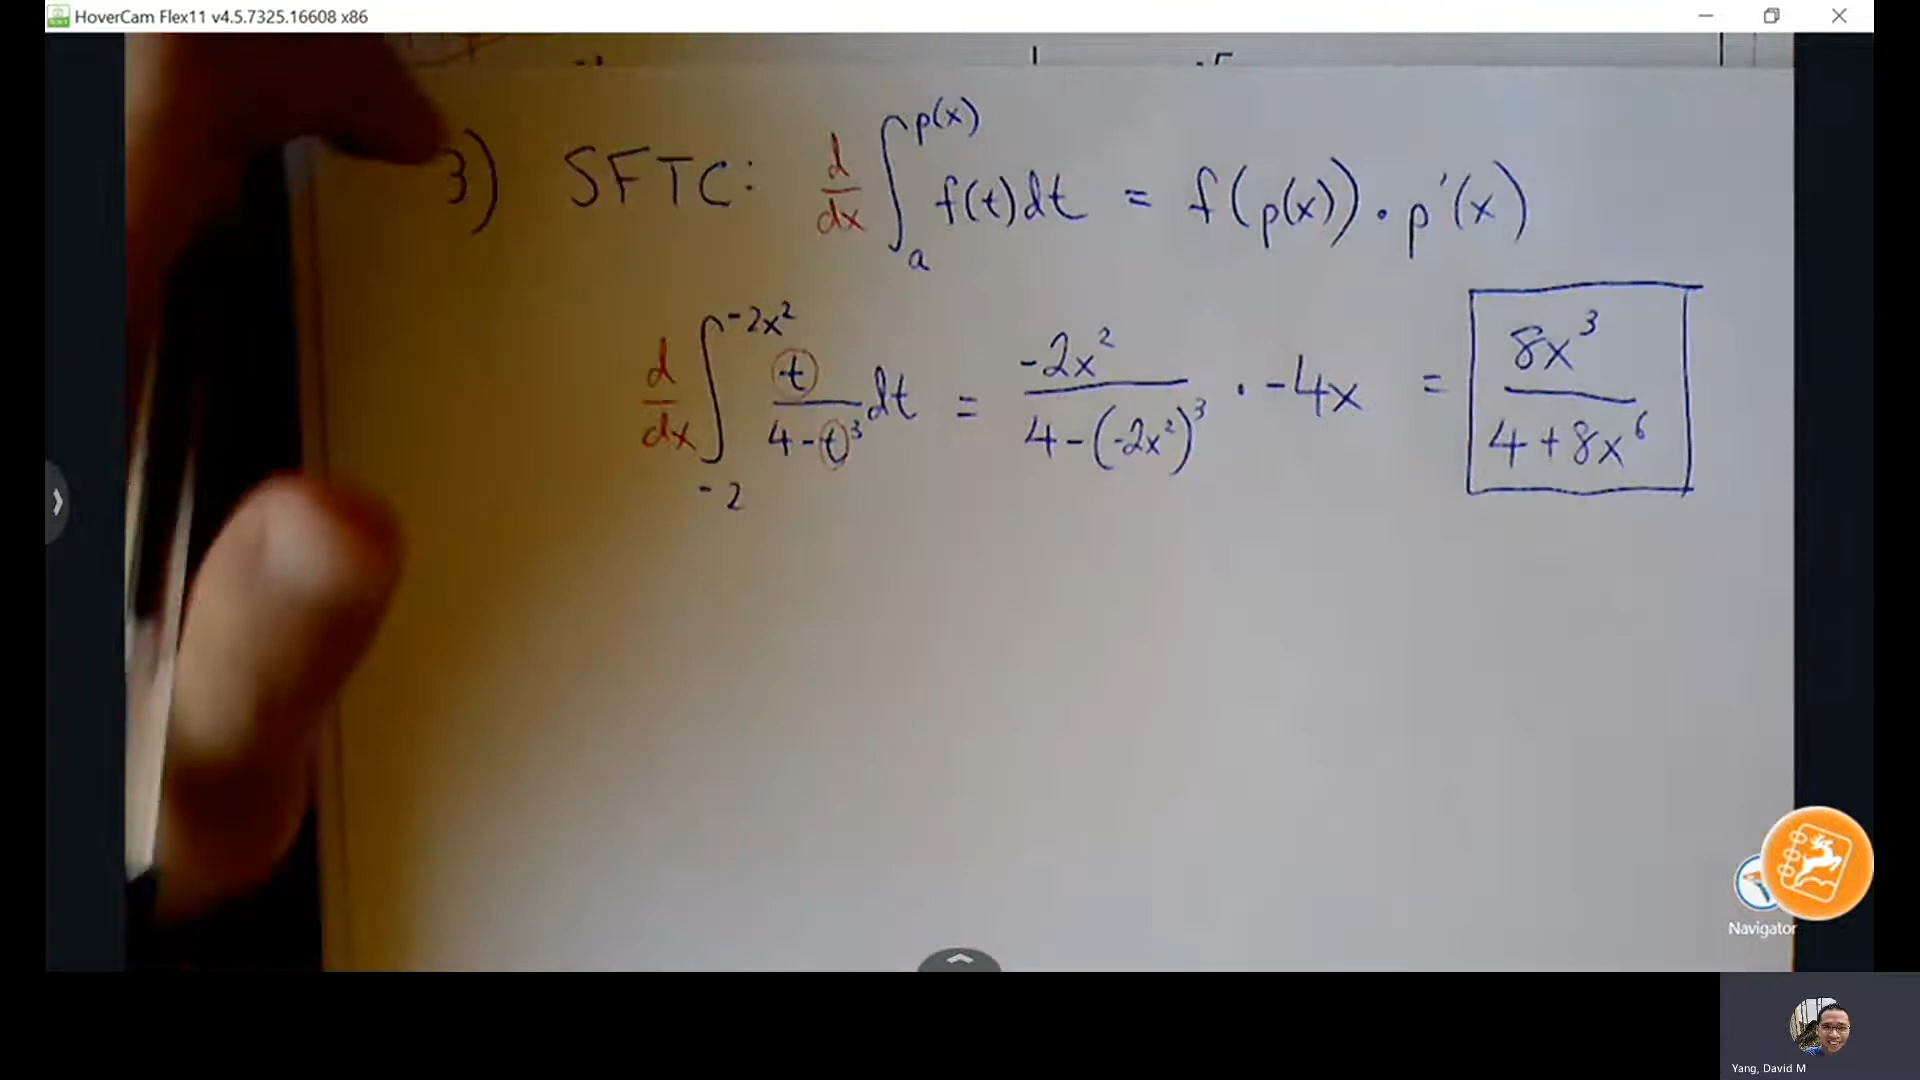 HoverCam Flex11 v4.5.7325.16608 x86
3) SFTC: d/dx ∫_a^{p(x)} f(t)dt = f(p(x)) · p'(x)
d/dx ∫_{-2}^{-2x²} t/(4-t³) dt = -2x²/(4-(-2x²)³) · -4x = 8x³/(4+8x⁶)
Navigator
Yang, David M